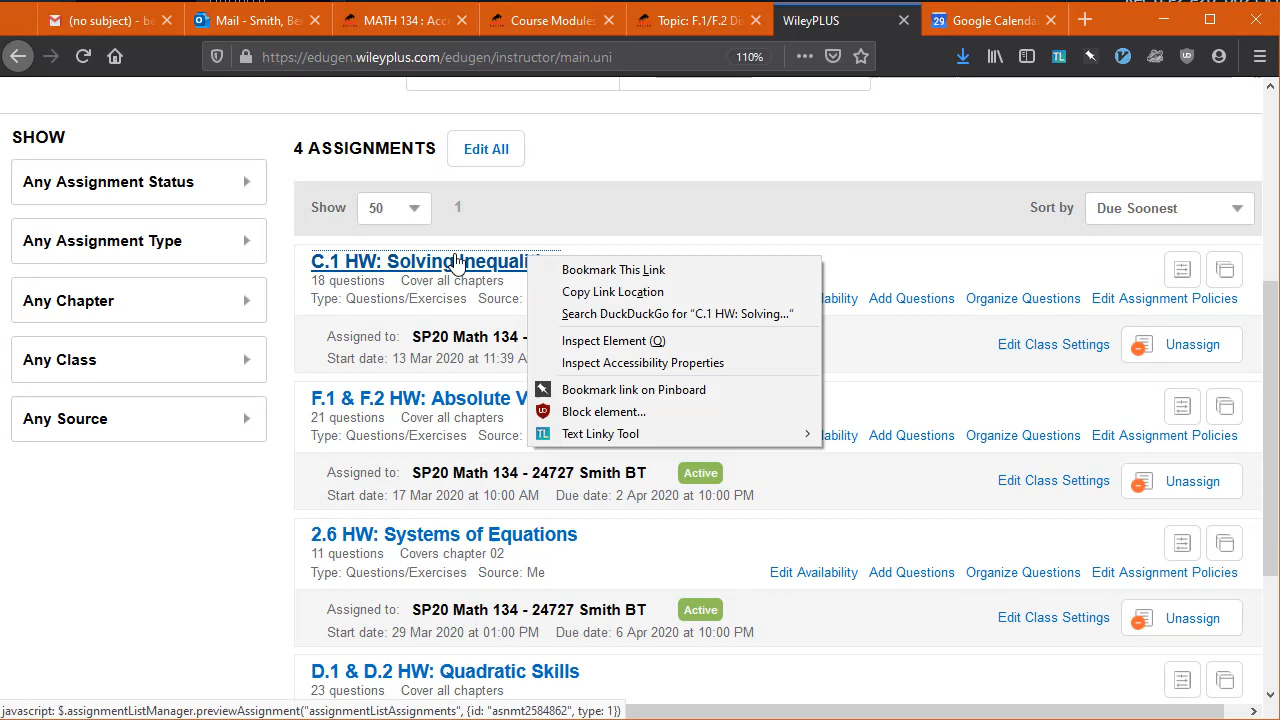 (no subject) - be
Mail - Smith, Be
MATH 134 : Acce
Course Modules
Topic: F.1/F.2 Di
WileyPLUS
29
Google Calenda
https://edugen.wileyplus.com/edugen/instructor/main.uni
110%
TL
SHOW
Any Assignment Status
Any Assignment Type
Any Chapter
Any Class
Any Source
4 ASSIGNMENTS
Edit All
Show
50
1
Sort by
Due Soonest
C.1 HW: Solving Inequaliti
18 questions Cover all chapters
Type: Questions/Exercises Source:
lability Add Questions Organize Questions Edit Assignment Policies
Assigned to: SP20 Math 134 -
Start date: 13 Mar 2020 at 11:39 A
Edit Class Settings
Unassign
Bookmark This Link
Copy Link Location
Search DuckDuckGo for “C.1 HW: Solving...”
Inspect Element (Q)
Inspect Accessibility Properties
Bookmark link on Pinboard
Block element...
TL Text Linky Tool
F.1 & F.2 HW: Absolute V
21 questions Cover all chapters
Type: Questions/Exercises Source:
lability Add Questions Organize Questions Edit Assignment Policies
Assigned to: SP20 Math 134 - 24727 Smith BT Active
Start date: 17 Mar 2020 at 10:00 AM Due date: 2 Apr 2020 at 10:00 PM
Edit Class Settings
Unassign
2.6 HW: Systems of Equations
11 questions Covers chapter 02
Type: Questions/Exercises Source: Me
Edit Availability Add Questions Organize Questions Edit Assignment Policies
Assigned to: SP20 Math 134 - 24727 Smith BT Active
Start date: 29 Mar 2020 at 01:00 PM Due date: 6 Apr 2020 at 10:00 PM
Edit Class Settings
Unassign
D.1 & D.2 HW: Quadratic Skills
23 questions Cover all chapters
javascript: $.assignmentListManager.previewAssignment("assignmentListAssignments", {id: "asnmt2584862", type: 1})